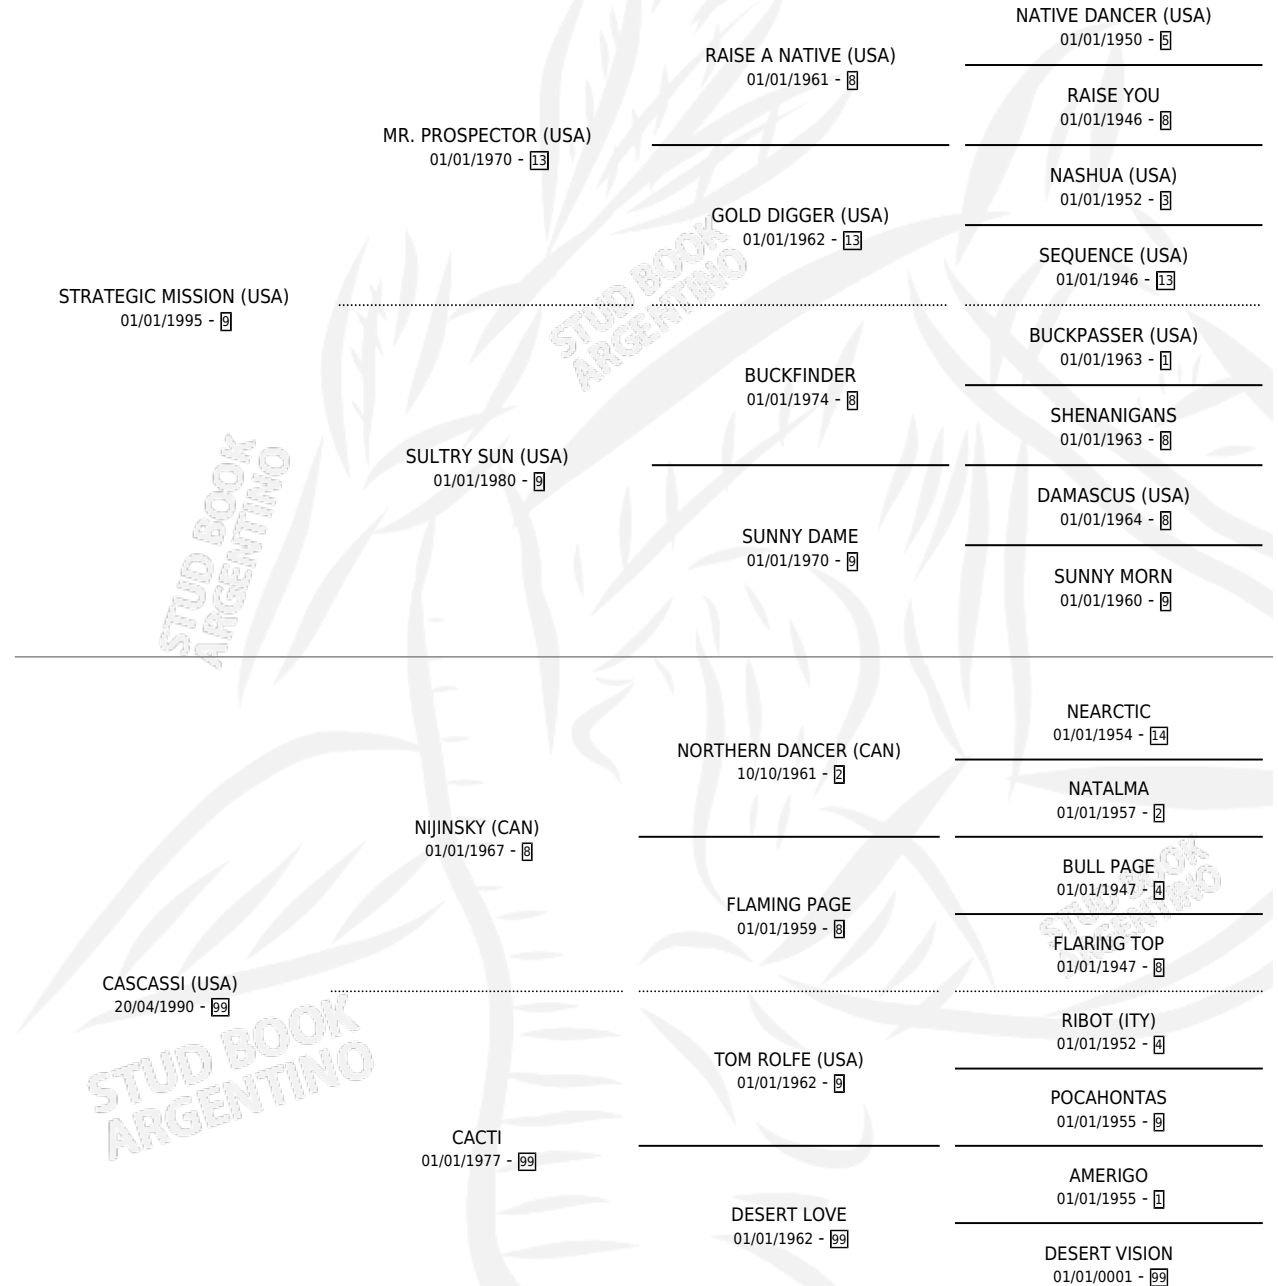 NATIVE DANCER (USA)
01/01/1950 - 5
RAISE A NATIVE (USA)
01/01/1961 - 8
RAISE YOU
01/01/1946 - 8
MR. PROSPECTOR (USA)
01/01/1970 - 13
NASHUA (USA)
01/01/1952 - 3
GOLD DIGGER (USA)
01/01/1962 - 13
SEQUENCE (USA)
01/01/1946 - 13
STRATEGIC MISSION (USA)
01/01/1995 - 9
STUD BOOK
ARGENTINO
BUCKPASSER (USA)
01/01/1963 - 1
BUCKFINDER
01/01/1974 - 8
SHENANIGANS
01/01/1963 - 8
SULTRY SUN (USA)
01/01/1980 - 9
DAMASCUS (USA)
01/01/1964 - 8
SUNNY DAME
01/01/1970 - 9
SUNNY MORN
01/01/1960 - 9
STUD BOOK
ARGENTINO
NEARCTIC
01/01/1954 - 14
NORTHERN DANCER (CAN)
10/10/1961 - 2
NATALMA
01/01/1957 - 2
NIJINSKY (CAN)
01/01/1967 - 8
BULL PAGE
01/01/1947 - 4
FLAMING PAGE
01/01/1959 - 8
STUD BOOK
ARGENTINO
FLARING TOP
01/01/1947 - 8
CASCASSI (USA)
20/04/1990 - 99
RIBOT (ITY)
01/01/1952 - 4
TOM ROLFE (USA)
01/01/1962 - 9
STUD BOOK
ARGENTINO
POCAHONTAS
01/01/1955 - 9
CACTI
01/01/1977 - 99
AMERIGO
01/01/1955 - 1
DESERT LOVE
01/01/1962 - 99
DESERT VISION
01/01/0001 - 99